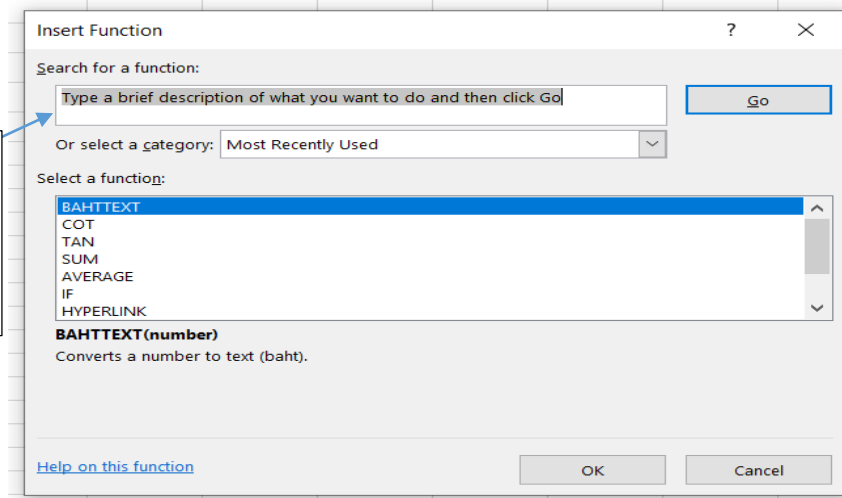 Insert Function
?
Search for a function:
Type a brief description of what you want to do and then click Go
Go
Or select a category: Most Recently Used
Select a function:
BAHTTEXT
COT
TAN
SUM
AVERAGE
IF
HYPERLINK
BAHTTEXT(number)
Converts a number to text (baht).
Help on this function
OK
Cancel